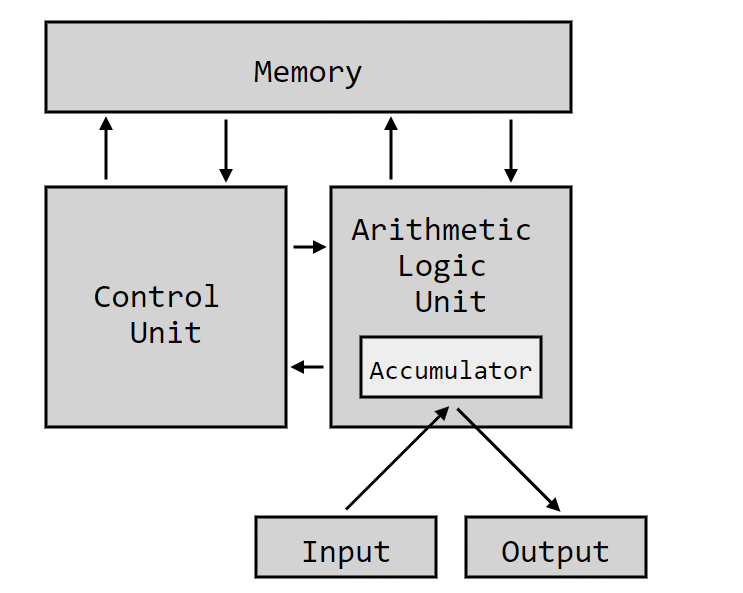 Memory
Control
Unit
Arithmetic
Logic
Unit
Accumulator
Input
Output